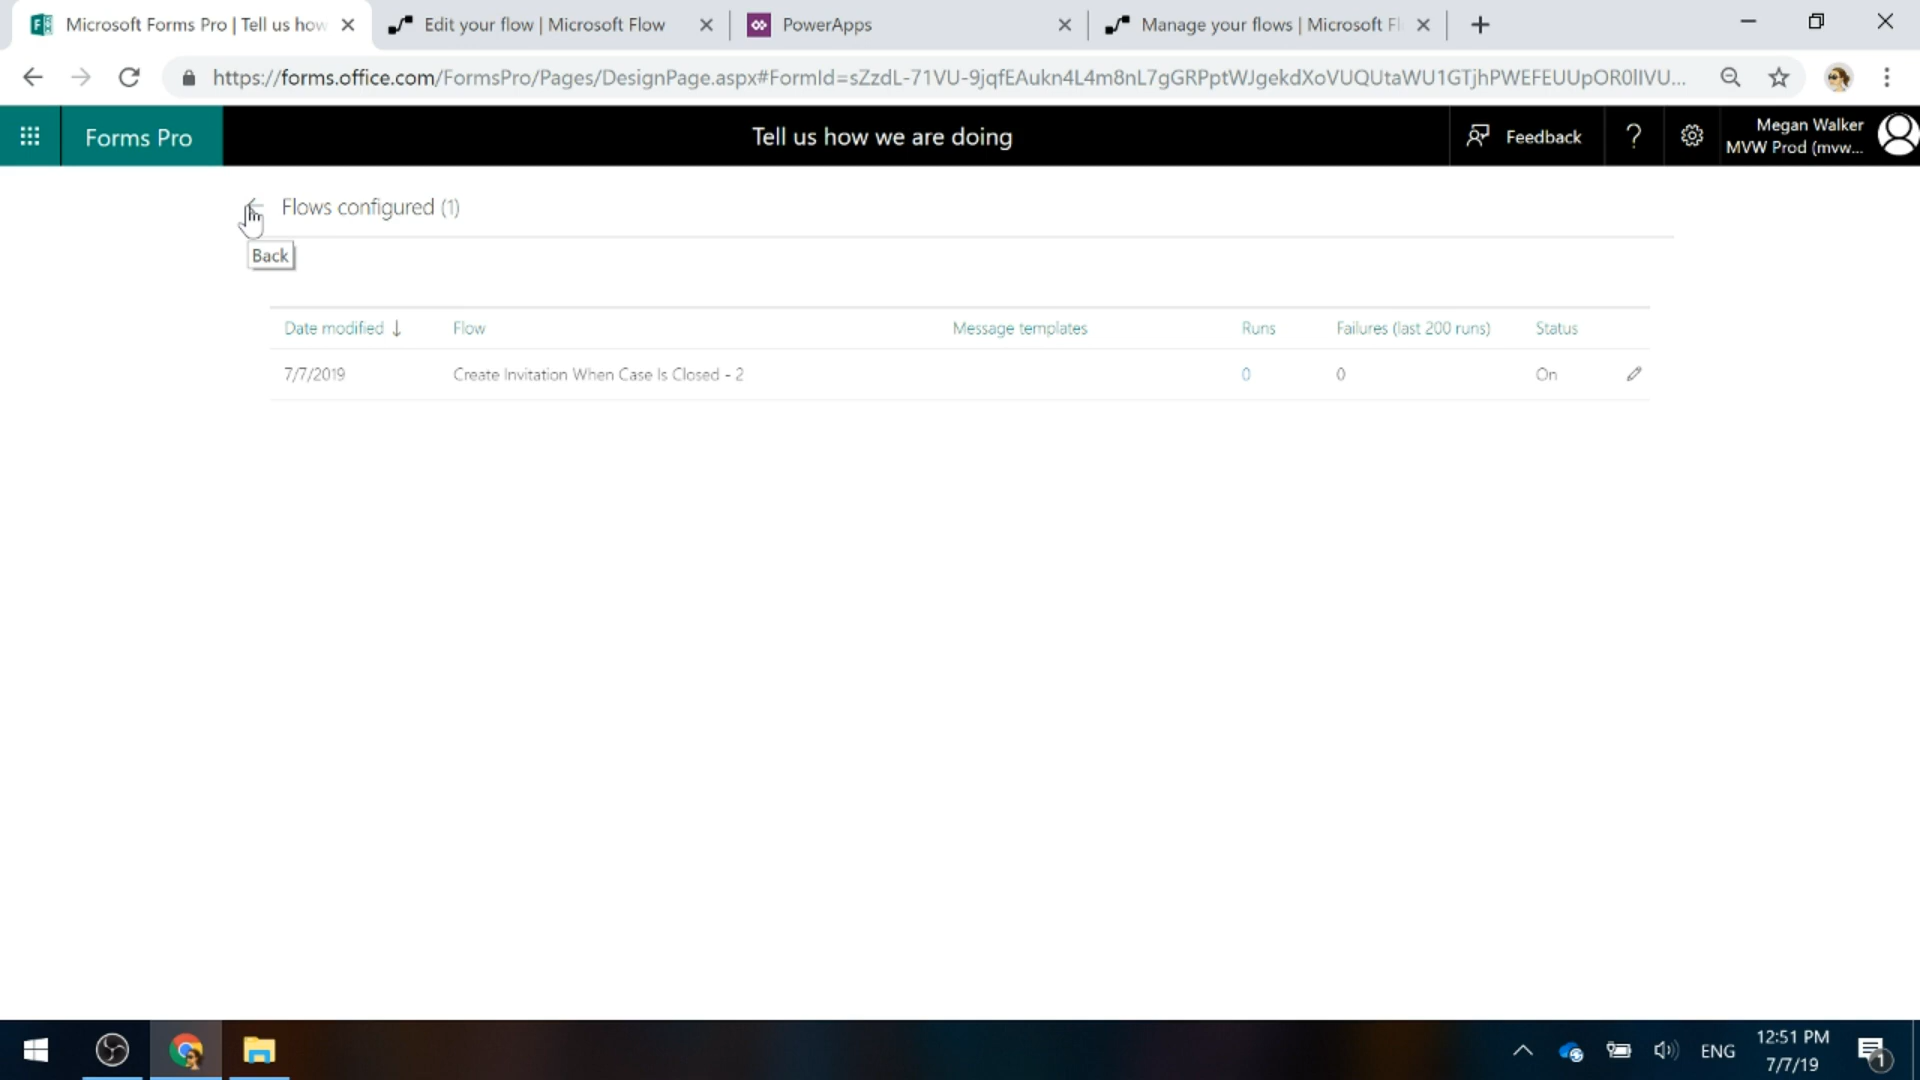 Microsoft Forms Pro | Tell us how
Edit your flow | Microsoft Flow
PowerApps
Manage your flows | Microsoft Fl
https://forms.office.com/FormsPro/Pages/DesignPage.aspx#FormId=sZzdL-71VU-9jqfEAukn4L4m8nL7gGRPptWJgekdXoVUQUtaWU1GTjhPWEFEUUpOR0lIVU...
Forms Pro
Tell us how we are doing
Feedback
?
Megan Walker
MVW Prod (mvw...
Flows configured (1)
Back
Date modified ↓ Flow Message templates Runs Failures (last 200 runs) Status
7/7/2019 Create Invitation When Case Is Closed - 2 0 0 On
ENG
12:51 PM
7/7/19
1